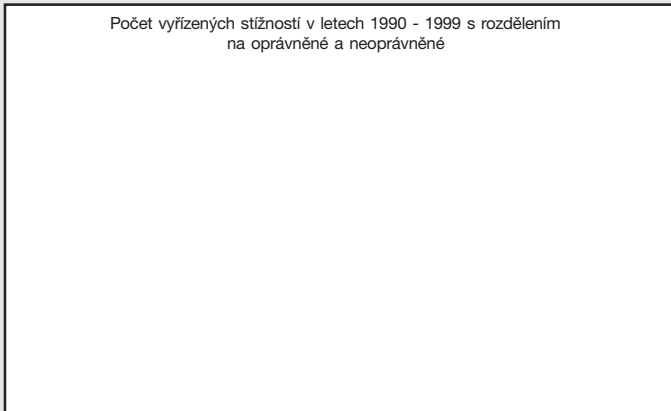 Počet vyřízených stížností v letech 1990 - 1999 s rozdělením
na oprávněné a neoprávněné